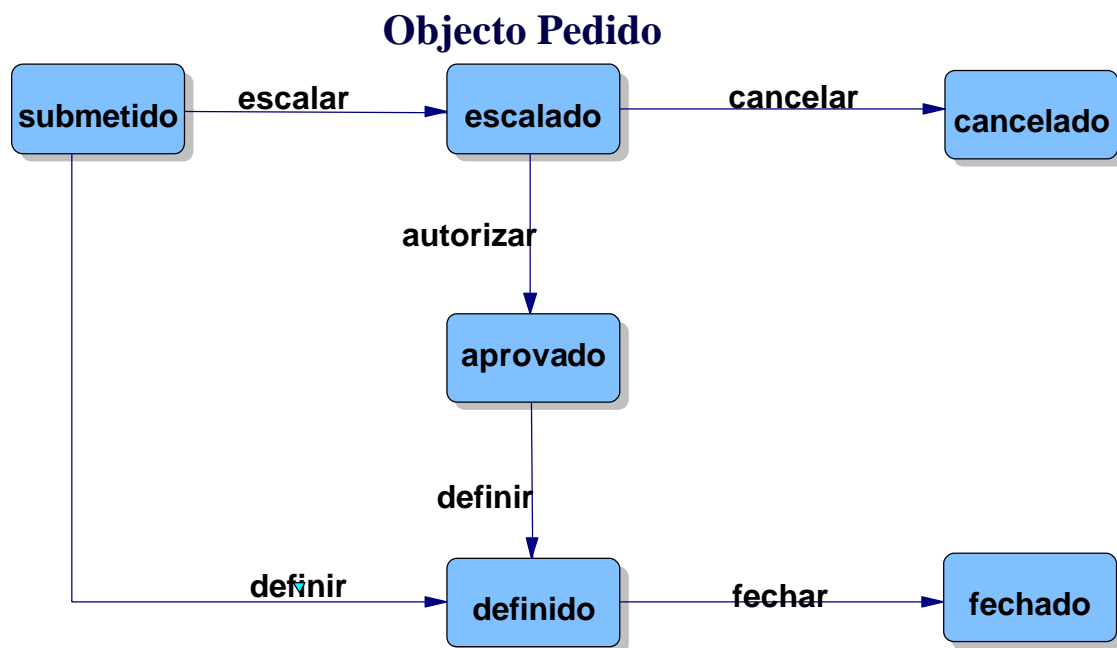 Objecto Pedido
submetido
escalar
escalado
cancelar
cancelado
autorizar
aprovado
definir
definir
definido
fechar
fechado